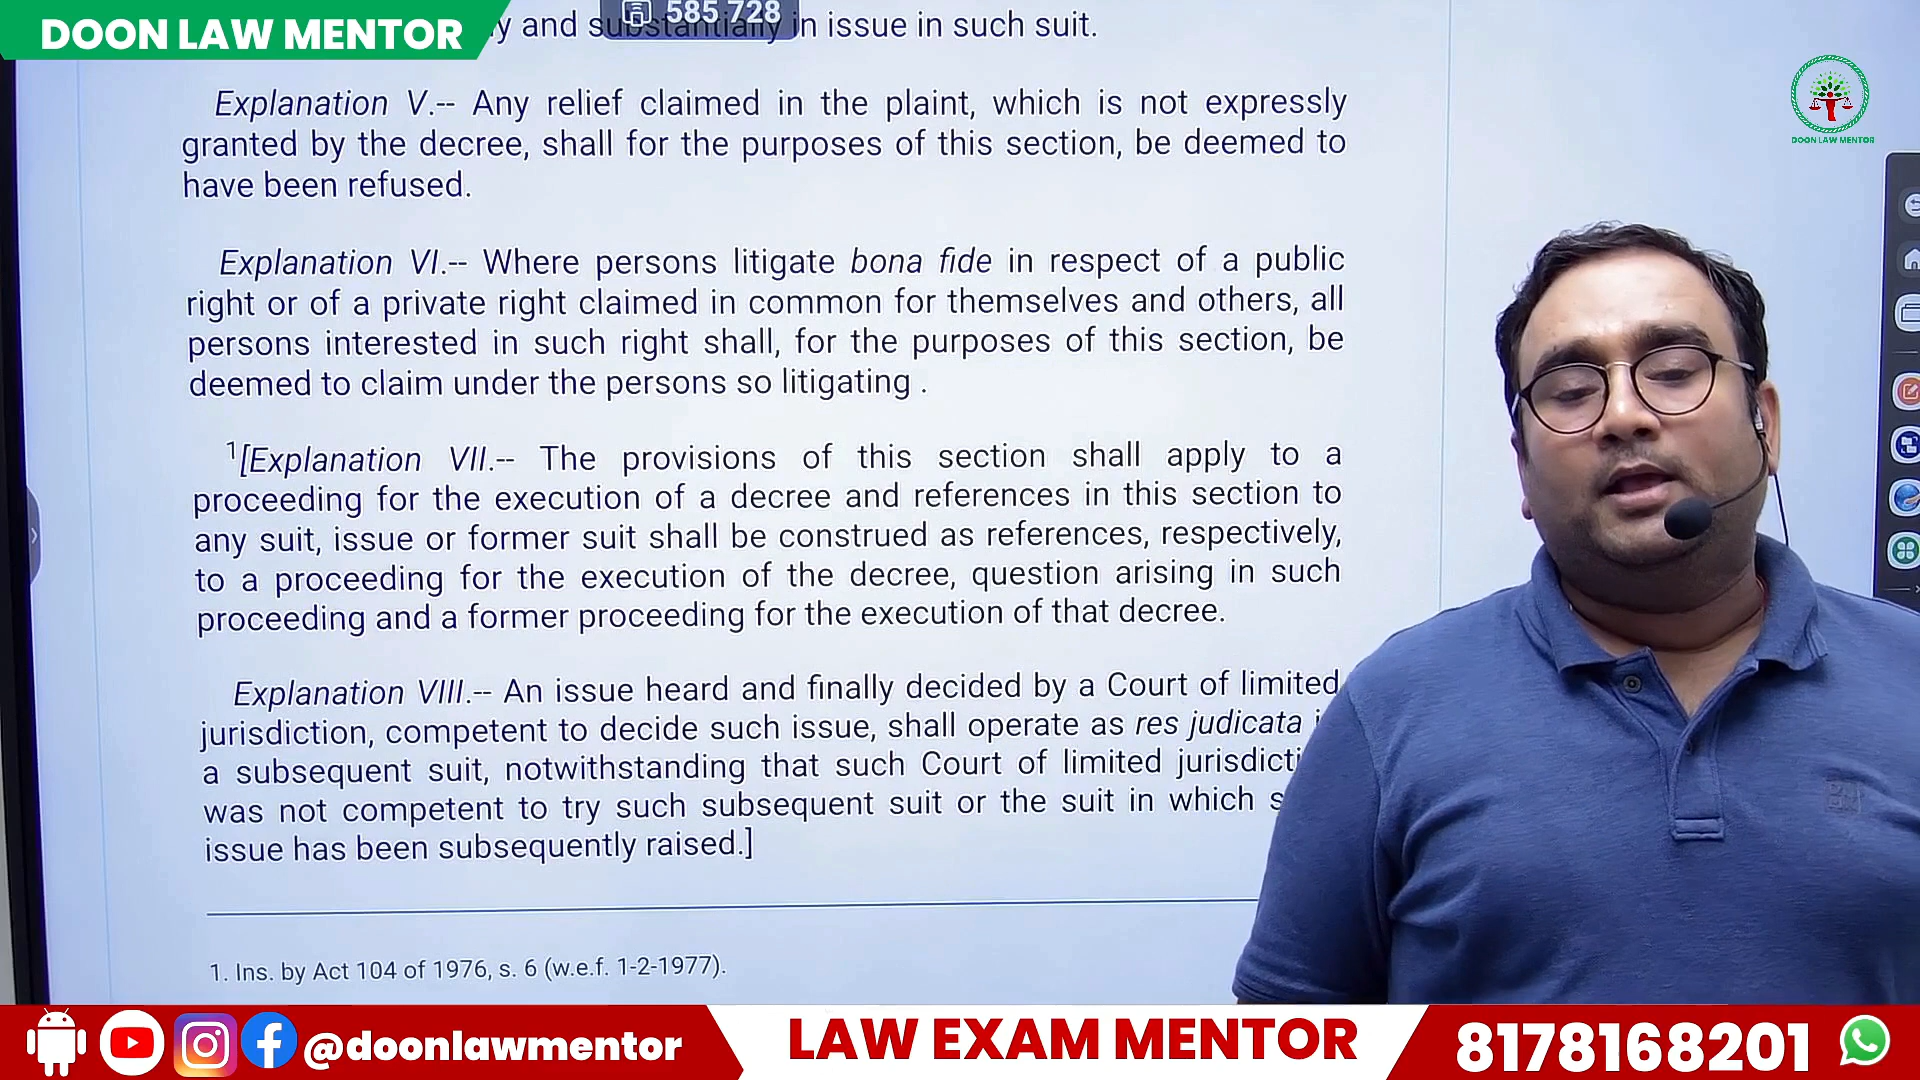 DOON LAW MENTOR
585 728
y and substantially in issue in such suit.
DOON LAW MENTOR
Explanation V.-- Any relief claimed in the plaint, which is not expressly
granted by the decree, shall for the purposes of this section, be deemed to
have been refused.
Explanation VI.-- Where persons litigate bona fide in respect of a public
right or of a private right claimed in common for themselves and others, all
persons interested in such right shall, for the purposes of this section, be
deemed to claim under the persons so litigating .
1[Explanation VII.-- The provisions of this section shall apply to a
proceeding for the execution of a decree and references in this section to
any suit, issue or former suit shall be construed as references, respectively,
to a proceeding for the execution of the decree, question arising in such
proceeding and a former proceeding for the execution of that decree.
Explanation VIII.-- An issue heard and finally decided by a Court of limited
jurisdiction, competent to decide such issue, shall operate as res judicata
a subsequent suit, notwithstanding that such Court of limited jurisdicti
was not competent to try such subsequent suit or the suit in which s
issue has been subsequently raised.]
1. Ins. by Act 104 of 1976, s. 6 (w.e.f. 1-2-1977).
@doonlawmentor
LAW EXAM MENTOR
8178168201